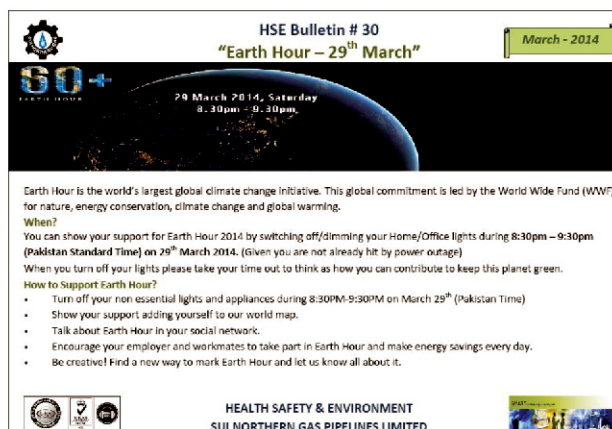 HSE Bulletin # 30
"Earth Hour – 29th March"
March - 2014
60+
EARTH HOUR
29 March 2014, Saturday
8.30pm - 9.30pm
Earth Hour is the world's largest global climate change initiative. This global commitment is led by the World Wide Fund (WWF)
for nature, energy conservation, climate change and global warming.
When?
You can show your support for Earth Hour 2014 by switching off/dimming your Home/Office lights during 8:30pm – 9:30pm
(Pakistan Standard Time) on 29th March 2014. (Given you are not already hit by power outage)
When you turn off your lights please take your time out to think as how you can contribute to keep this planet green.
How to Support Earth Hour?
• Turn off your non essential lights and appliances during 8:30PM-9:30PM on March 29th (Pakistan Time)
• Show your support adding yourself to our world map.
• Talk about Earth Hour in your social network.
• Encourage your employer and workmates to take part in Earth Hour and make energy savings every day.
• Be creative! Find a new way to mark Earth Hour and let us know all about it.
HEALTH SAFETY & ENVIRONMENT
SUI NORTHERN GAS PIPELINES LIMITED